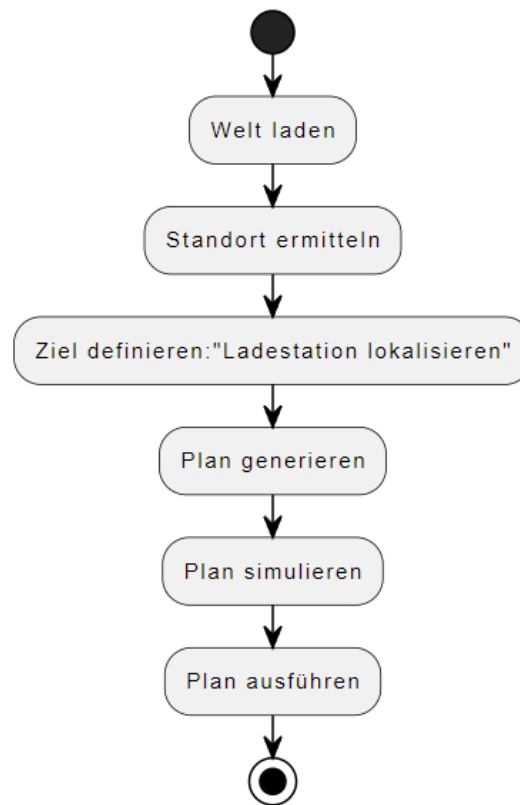 Welt laden
Standort ermitteln
Ziel definieren:"Ladestation lokalisieren"
Plan generieren
Plan simulieren
Plan ausführen